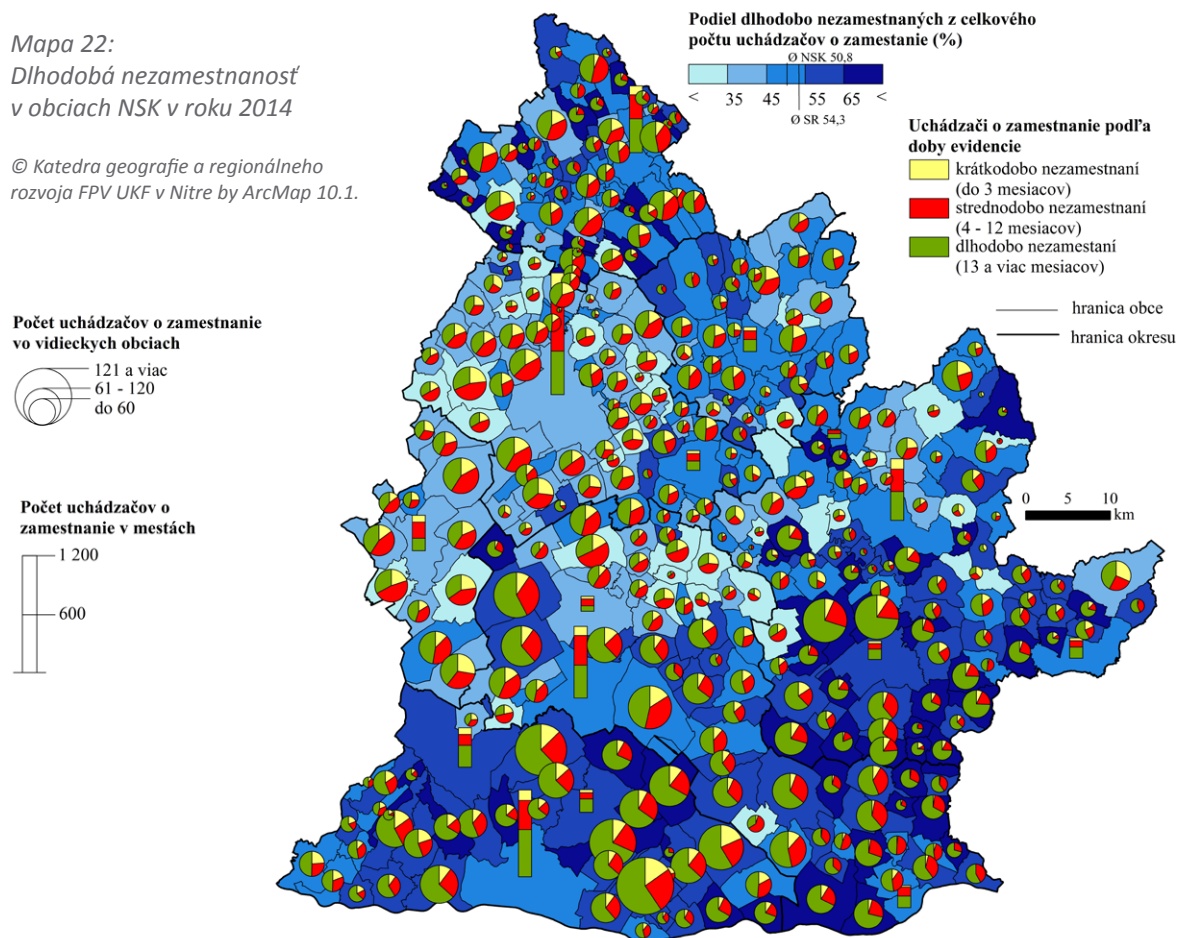 Mapa 22:
Dlhodobá nezamestnanosť
v obciach NSK v roku 2014
© Katedra geografie a regionálneho
rozvoja FPV UKF v Nitre by ArcMap 10.1.
Podiel dlhodobo nezamestnaných z celkového
počtu uchádzačov o zamestanie (%)
Ø NSK 50,8
< 35 45 55 65 <
Ø SR 54,3
Uchádzači o zamestnanie podľa
doby evidencie
krátkodobo nezamestnaní
(do 3 mesiacov)
strednodobo nezamestnaní
(4 - 12 mesiacov)
dlhodobo nezamestaní
(13 a viac mesiacov)
hranica obce
hranica okresu
Počet uchádzačov o zamestnanie
vo vidieckych obciach
121 a viac
61 - 120
do 60
Počet uchádzačov o
zamestnanie v mestách
1 200
600
0 5 10
km